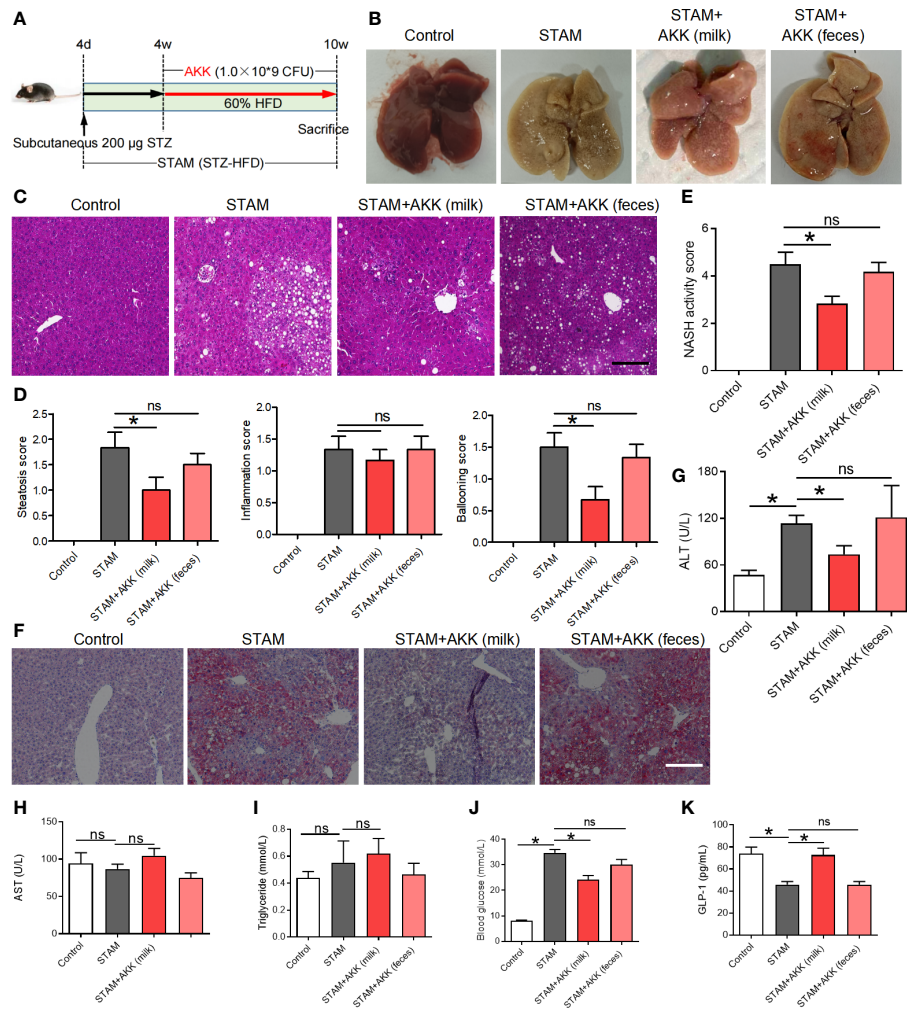 A
4d
4w
10w
AKK (1.0×10*9 CFU)
60% HFD
Sacrifice
Subcutaneous 200 µg STZ
STAM (STZ-HFD)
B
Control
STAM
STAM+
AKK (milk)
STAM+
AKK (feces)
C
Control
STAM
STAM+AKK (milk)
STAM+AKK (feces)
E
ns
*
NASH activity score
6
4
2
0
Control
STAM
STAM+AKK (milk)
STAM+AKK (feces)
D
ns
*
Steatosis score
2.5
2.0
1.5
1.0
0.5
0.0
Control
STAM
STAM+AKK (milk)
STAM+AKK (feces)
ns
Inflammation score
2.0
1.5
1.0
0.5
0.0
Control
STAM
STAM+AKK (milk)
STAM+AKK (feces)
ns
*
Ballooning score
2.0
1.5
1.0
0.5
0.0
Control
STAM
STAM+AKK (milk)
STAM+AKK (feces)
G
ns
*
*
ALT (U/L)
180
120
60
0
Control
STAM
STAM+AKK (milk)
STAM+AKK (feces)
F
Control
STAM
STAM+AKK (milk)
STAM+AKK (feces)
H
ns
ns
AST (U/L)
150
100
50
0
Control
STAM
STAM+AKK (milk)
I
ns
ns
Triglyceride (mmol/L)
0.8
0.6
0.4
0.2
0.0
Control
STAM
STAM+AKK (milk)
STAM+AKK (feces)
J
ns
*
*
Blood glucose (mmol/L)
40
30
20
10
0
Control
STAM
STAM+AKK (milk)
STAM+AKK (feces)
K
ns
*
*
GLP-1 (pg/mL)
100
80
60
40
20
0
Control
STAM
STAM+AKK (milk)
STAM+AKK (feces)